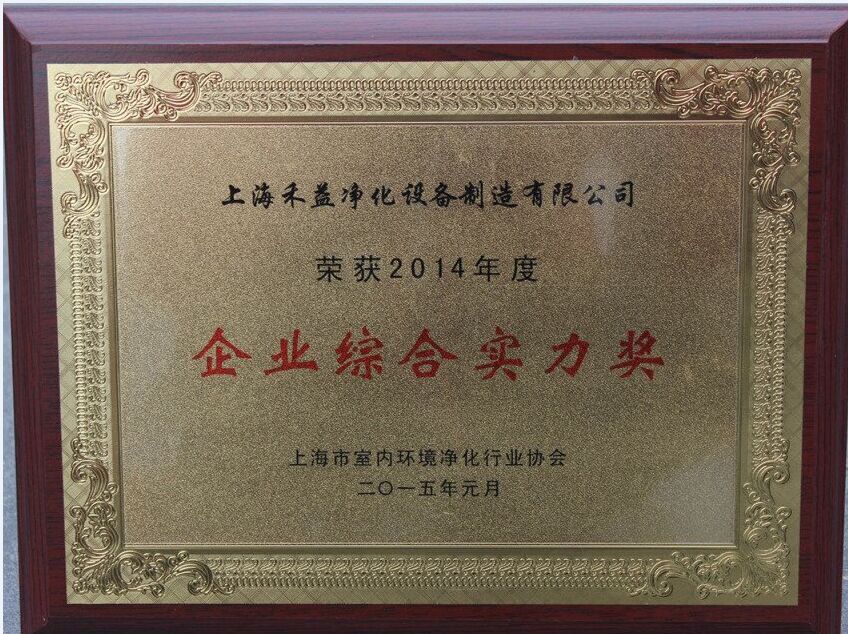 上海禾益净化设备制造有限公司
荣获2014年度
企业综合实力奖
上海市室内环境净化行业协会
二〇一五年元月